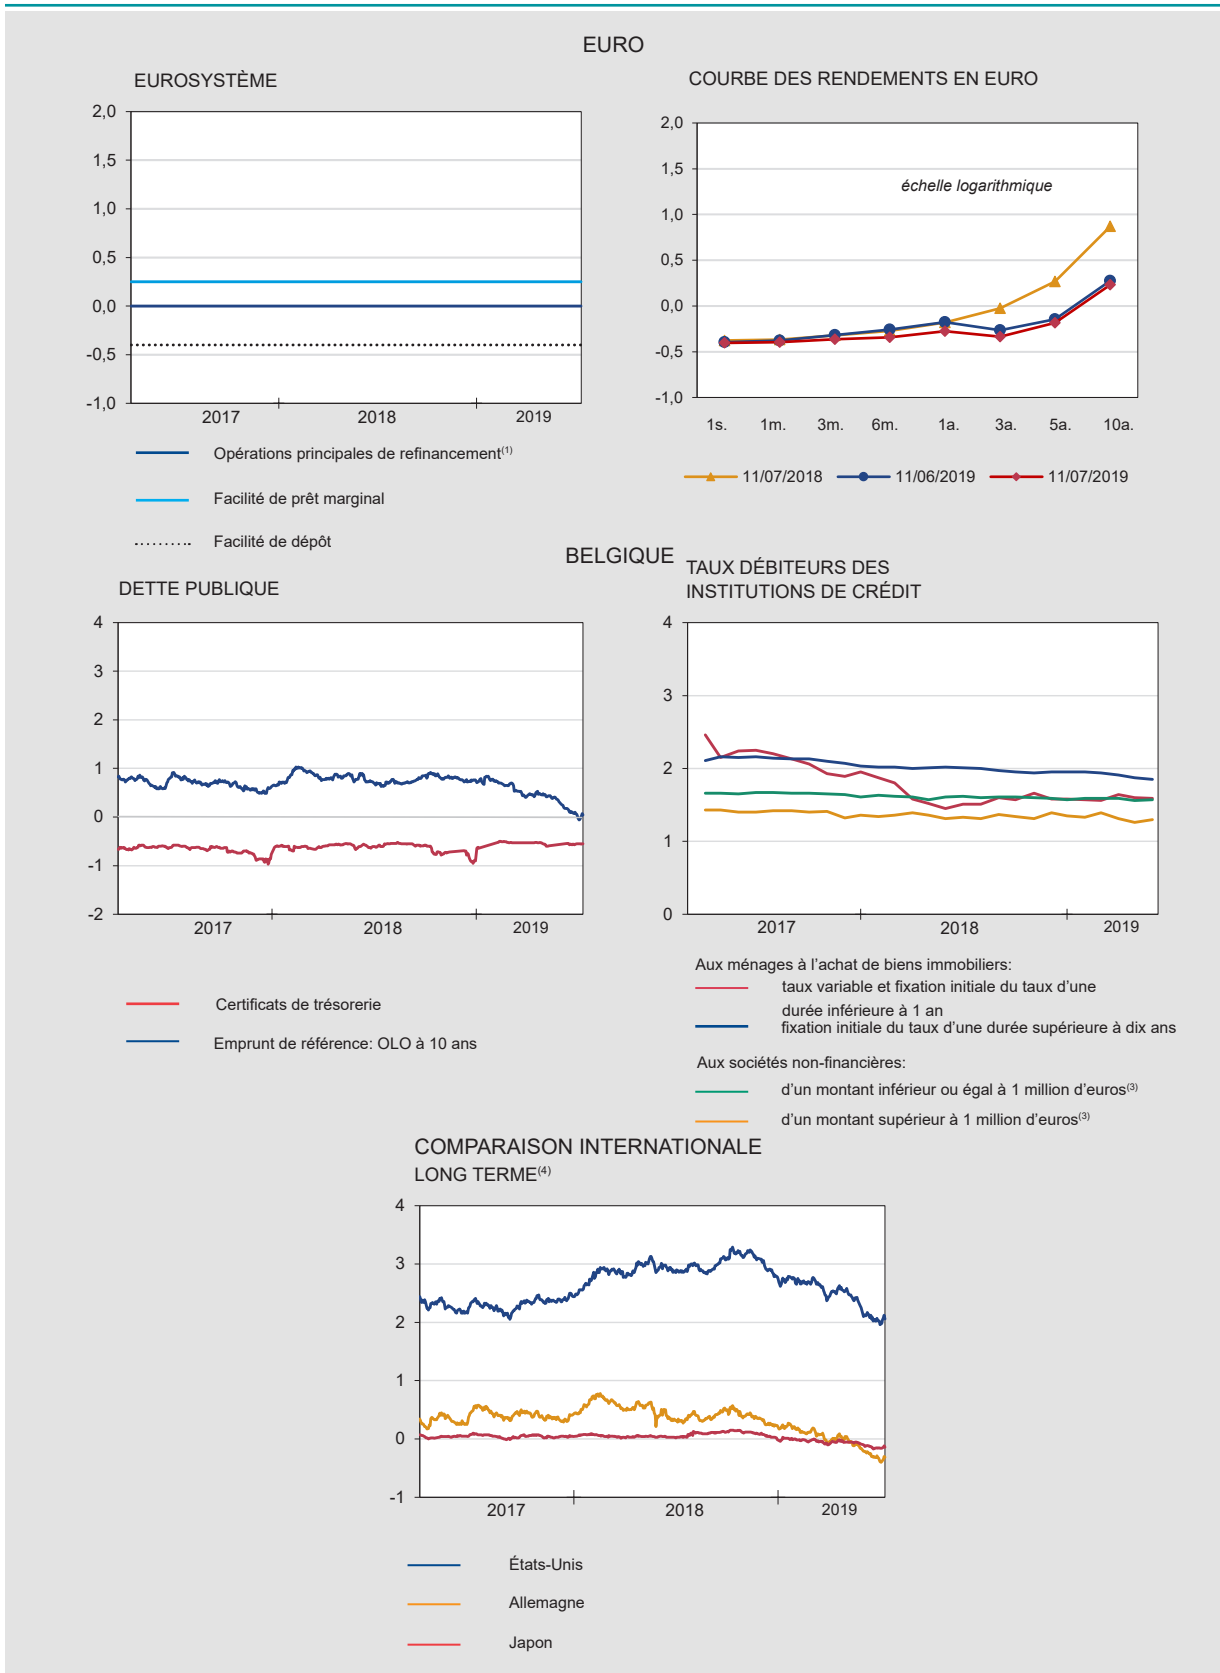 EURO
EUROSYSTÈME
2,0
1,5
1,0
0,5
0,0
-0,5
-1,0
2017
2018
2019
Opérations principales de refinancement(1)
Facilité de prêt marginal
Facilité de dépôt
COURBE DES RENDEMENTS EN EURO
2,0
1,5
1,0
0,5
0,0
-0,5
-1,0
échelle logarithmique
1s. 1m. 3m. 6m. 1a. 3a. 5a. 10a.
11/07/2018 11/06/2019 11/07/2019
BELGIQUE
DETTE PUBLIQUE
4
3
2
1
0
-1
-2
2017
2018
2019
Certificats de trésorerie
Emprunt de référence: OLO à 10 ans
TAUX DÉBITEURS DES
INSTITUTIONS DE CRÉDIT
4
3
2
1
0
2017
2018
2019
Aux ménages à l’achat de biens immobiliers:
taux variable et fixation initiale du taux d’une
durée inférieure à 1 an
fixation initiale du taux d’une durée supérieure à dix ans
Aux sociétés non-financières:
d’un montant inférieur ou égal à 1 million d’euros(3)
d’un montant supérieur à 1 million d’euros(3)
COMPARAISON INTERNATIONALE
LONG TERME(4)
4
3
2
1
0
-1
2017
2018
2019
États-Unis
Allemagne
Japon